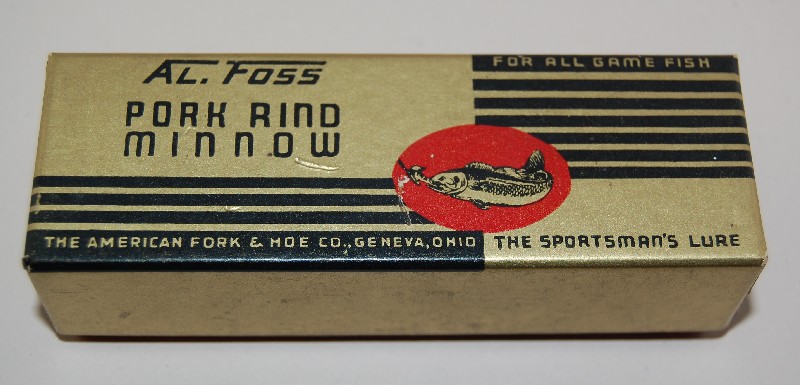 AL. FOSS
PORK RIND
MINNOW
FOR ALL GAME FISH
THE AMERICAN FORK & HOE CO., GENEVA, OHIO
THE SPORTSMAN'S LURE